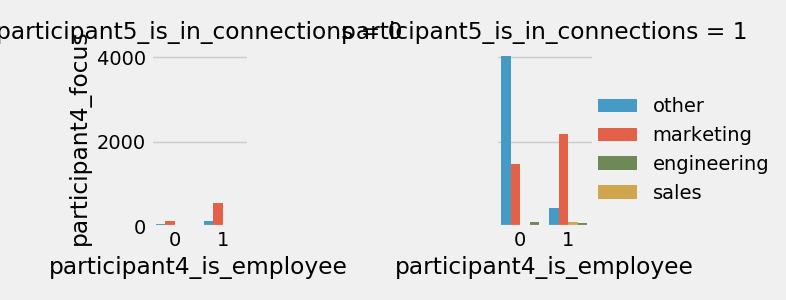 participant5_is_in_connections = 0
participant5_is_in_connections = 1
participant4_focus
4000
2000
0
0 1
0 1
participant4_is_employee
participant4_is_employee
other
marketing
engineering
sales